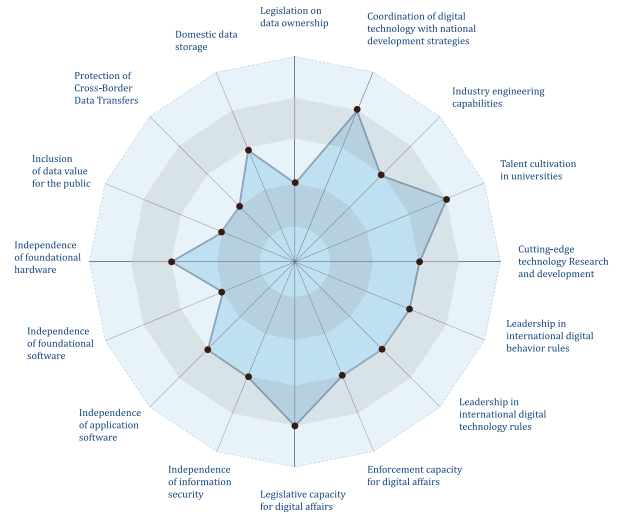 Legislation on
data ownership
Coordination of digital
technology with national
development strategies
Industry engineering
capabilities
Talent cultivation
in universities
Cutting-edge
technology Research
and development
Leadership in
international digital
behavior rules
Leadership in
international digital
technology rules
Enforcement capacity
for digital affairs
Legislative capacity
for digital affairs
Independence
of information
security
Independence
of application
software
Independence
of foundational
software
Independence
of foundational
hardware
Inclusion
of data value
for the public
Protection of
Cross-Border
Data Transfers
Domestic data
storage